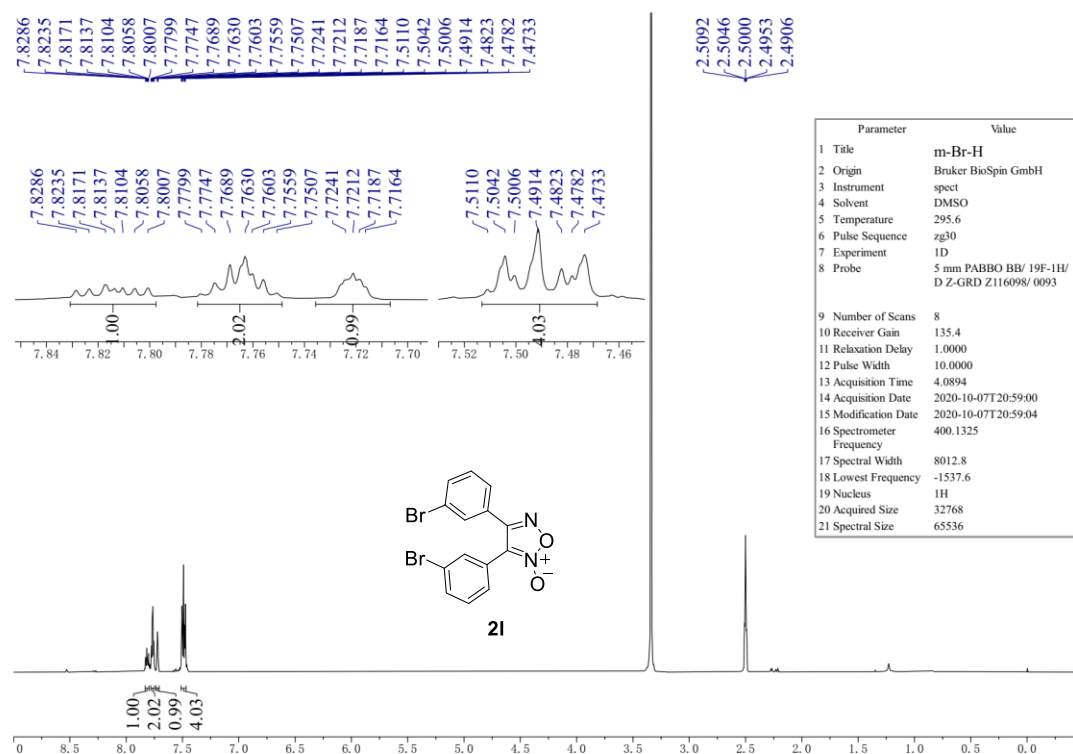 7.8286
7.8235
7.8171
7.8137
7.8104
7.8058
7.8007
7.7799
7.7747
7.7689
7.7630
7.7603
7.7559
7.7507
7.7241
7.7212
7.7187
7.7164
7.5110
7.5042
7.5006
7.4914
7.4823
7.4782
7.4733
2.5092
2.5046
2.5000
2.4953
2.4906
7.8286
7.8235
7.8171
7.8137
7.8104
7.8058
7.8007
7.7799
7.7747
7.7689
7.7630
7.7603
7.7559
7.7507
7.7241
7.7212
7.7187
7.7164
7.5110
7.5042
7.5006
7.4914
7.4823
7.4782
7.4733
1.00
2.02
0.99
4.03
7.84 7.82 7.80 7.78 7.76 7.74 7.72 7.70
7.52 7.50 7.48 7.46
Parameter Value
1 Title m-Br-H
2 Origin Bruker BioSpin GmbH
3 Instrument spect
4 Solvent DMSO
5 Temperature 295.6
6 Pulse Sequence zg30
7 Experiment 1D
8 Probe 5 mm PABBO BB/ 19F-1H/
D Z-GRD Z116098/ 0093
9 Number of Scans 8
10 Receiver Gain 135.4
11 Relaxation Delay 1.0000
12 Pulse Width 10.0000
13 Acquisition Time 4.0894
14 Acquisition Date 2020-10-07T20:59:00
15 Modification Date 2020-10-07T20:59:04
16 Spectrometer 400.1325
Frequency
17 Spectral Width 8012.8
18 Lowest Frequency -1537.6
19 Nucleus 1H
20 Acquired Size 32768
21 Spectral Size 65536
Br
N
O
Br
N+
O−
2l
1.00
2.02
0.99
4.03
0 8.5 8.0 7.5 7.0 6.5 6.0 5.5 5.0 4.5 4.0 3.5 3.0 2.5 2.0 1.5 1.0 0.5 0.0